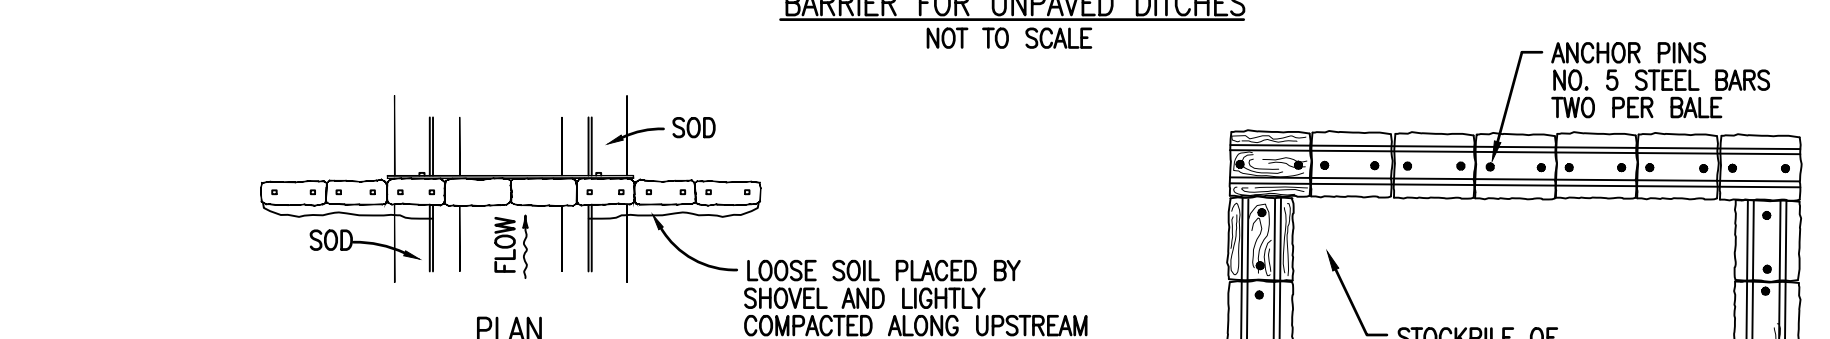 BARRIER FOR UNPAVED DITCHES
NOT TO SCALE
SOD
SOD
FLOW
LOOSE SOIL PLACED BY
SHOVEL AND LIGHTLY
COMPACTED ALONG UPSTREAM
PLAN
ANCHOR PINS
NO. 5 STEEL BARS
TWO PER BALE
STOCKPILE OF